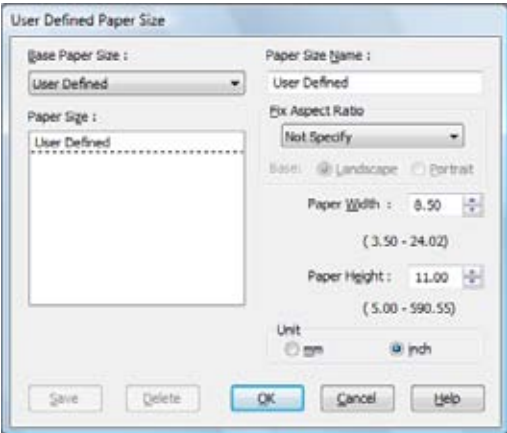 User Defined Paper Size
Base Paper Size :
User Defined
Paper Size :
User Defined
Paper Size Name :
User Defined
Fix Aspect Ratio
Not Specify
Base: Landscape Portrait
Paper Width : 8.50
( 3.50 - 24.02)
Paper Height : 11.00
( 5.00 - 590.55)
Unit
mm inch
Save Delete OK Cancel Help